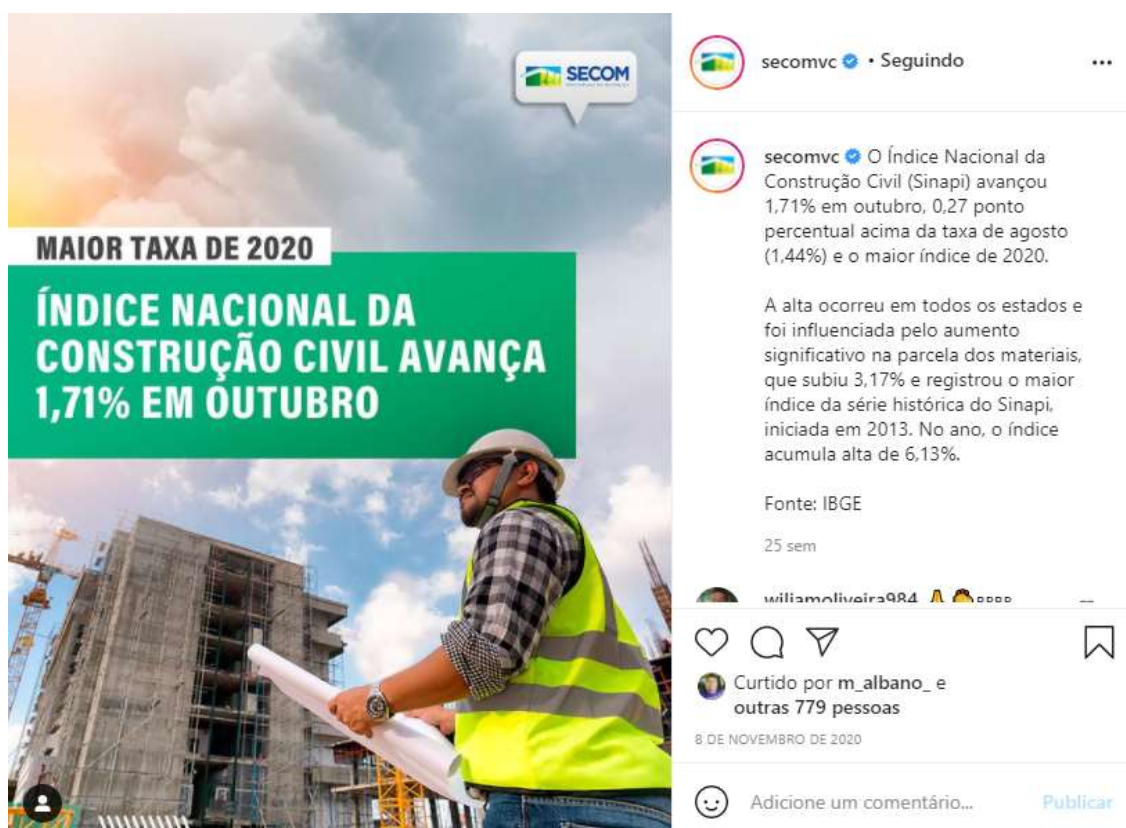 SECOM
MAIOR TAXA DE 2020
ÍNDICE NACIONAL DA
CONSTRUÇÃO CIVIL AVANÇA
1,71% EM OUTUBRO
secomvc • Seguindo
secomvc O Índice Nacional da
Construção Civil (Sinapi) avançou
1,71% em outubro, 0,27 ponto
percentual acima da taxa de agosto
(1,44%) e o maior índice de 2020.
A alta ocorreu em todos os estados e
foi influenciada pelo aumento
significativo na parcela dos materiais,
que subiu 3,17% e registrou o maior
índice da série histórica do Sinapi,
iniciada em 2013. No ano, o índice
acumula alta de 6,13%.
Fonte: IBGE
25 sem
wiliamoliveira984
Curtido por m_albano_ e
outras 779 pessoas
8 DE NOVEMBRO DE 2020
Adicione um comentário... Publicar